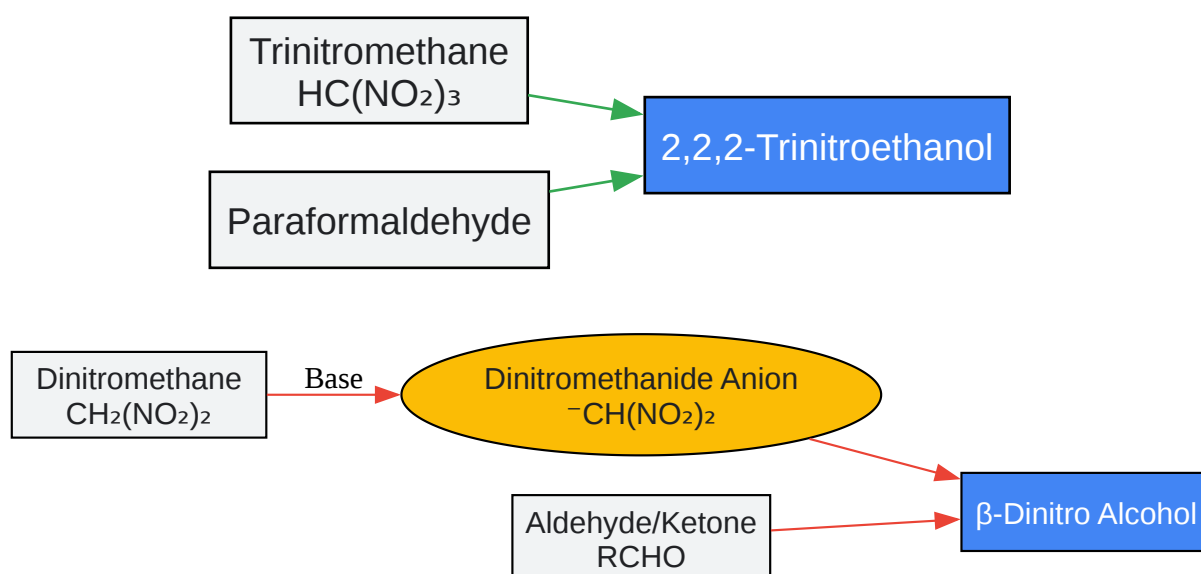 Trinitromethane
HC(NO₂)₃
2,2,2-Trinitroethanol
Paraformaldehyde
Dinitromethane
CH₂(NO₂)₂
Base
Dinitromethanide Anion
⁻CH(NO₂)₂
Aldehyde/Ketone
RCHO
β-Dinitro Alcohol